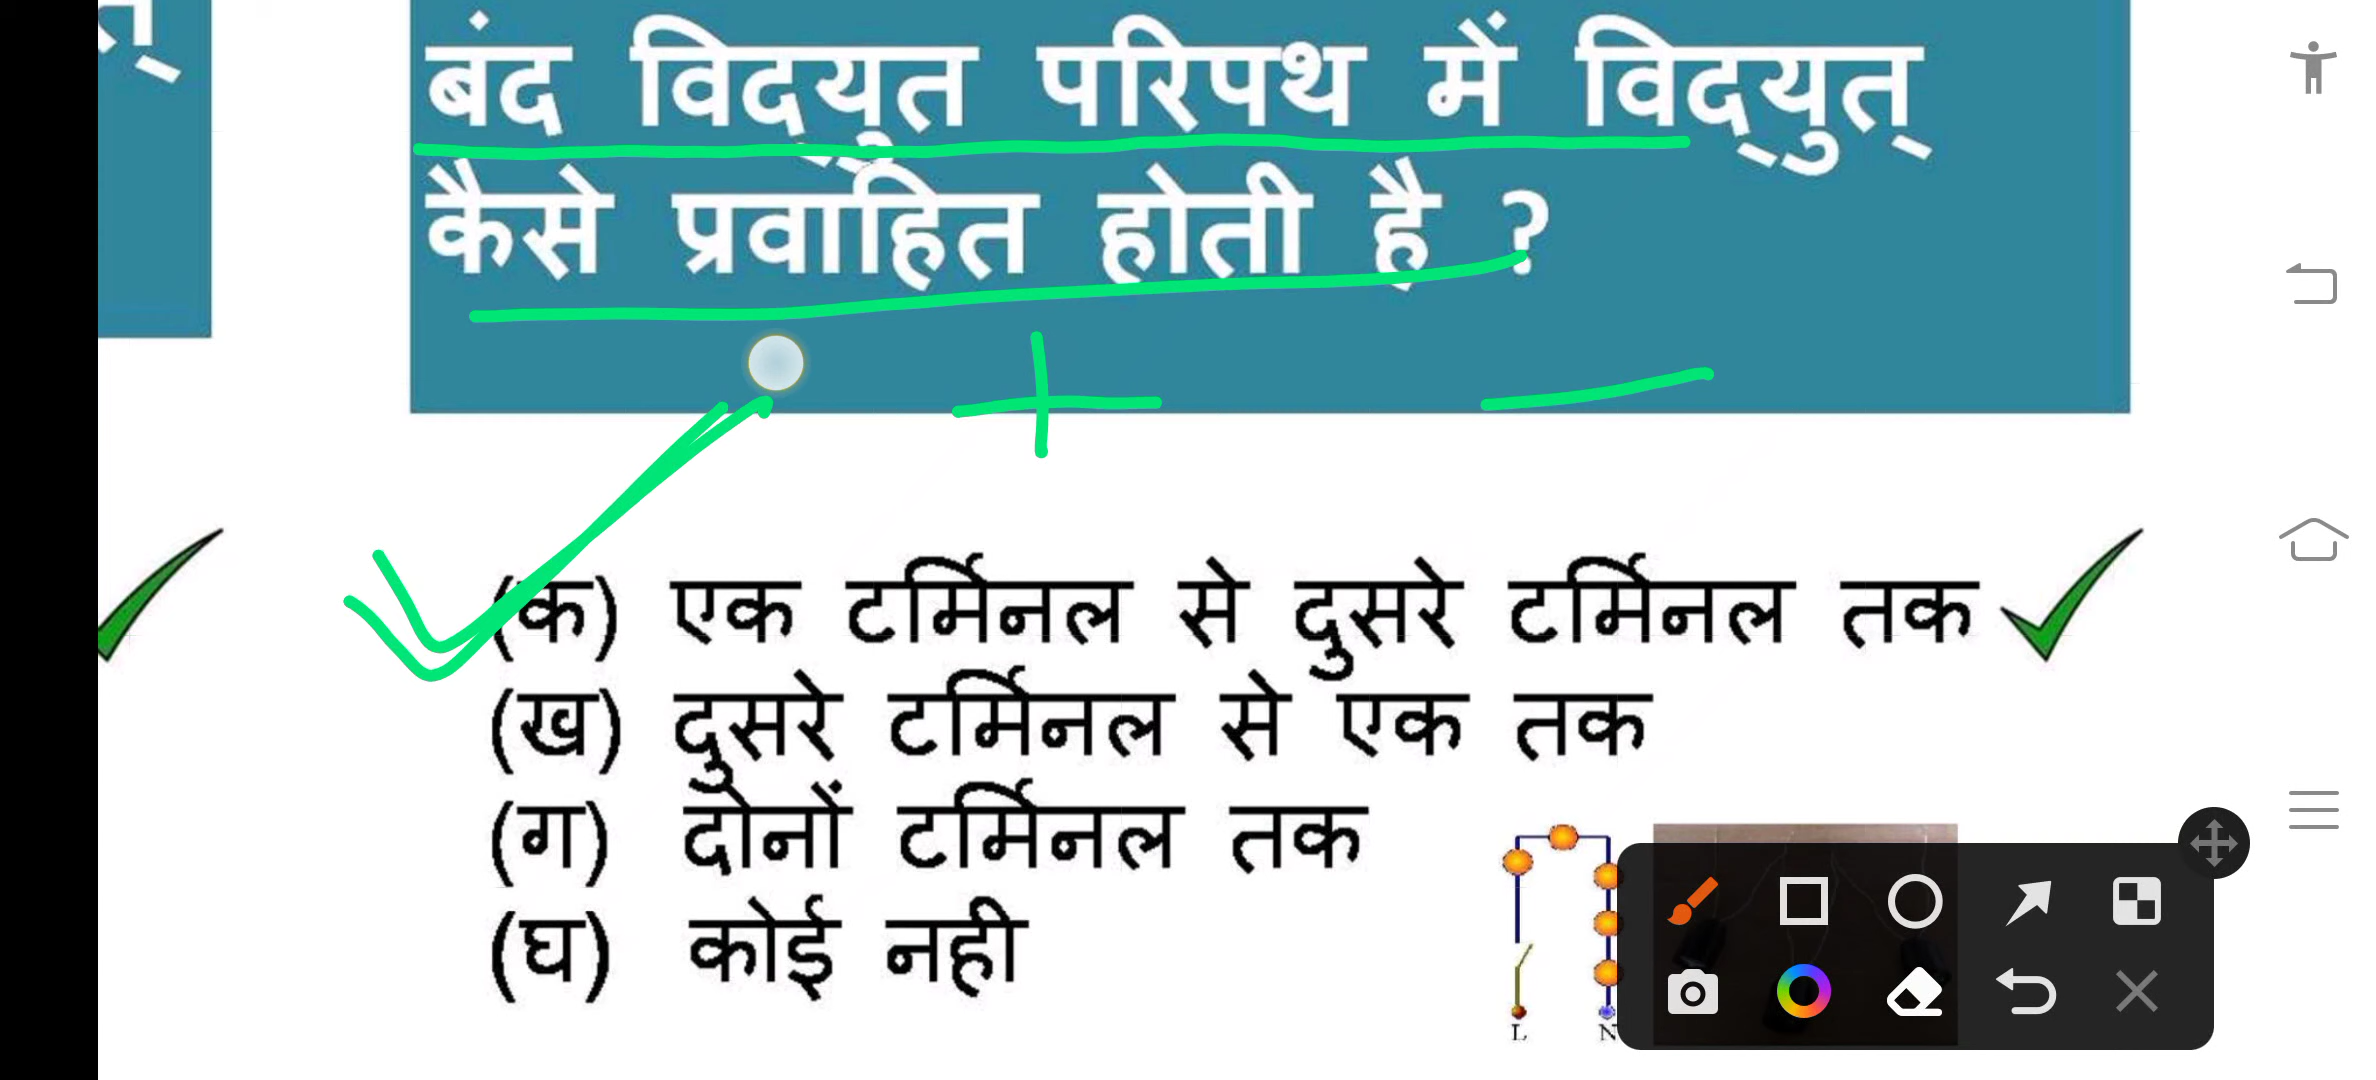 बंद विद्युत परिपथ में विद्युत्
कैसे प्रवाहित होती है ?
(क) एक टर्मिनल से दुसरे टर्मिनल तक
(ख) दुसरे टर्मिनल से एक तक
(ग) दोनों टर्मिनल तक
(घ) कोई नही
L N